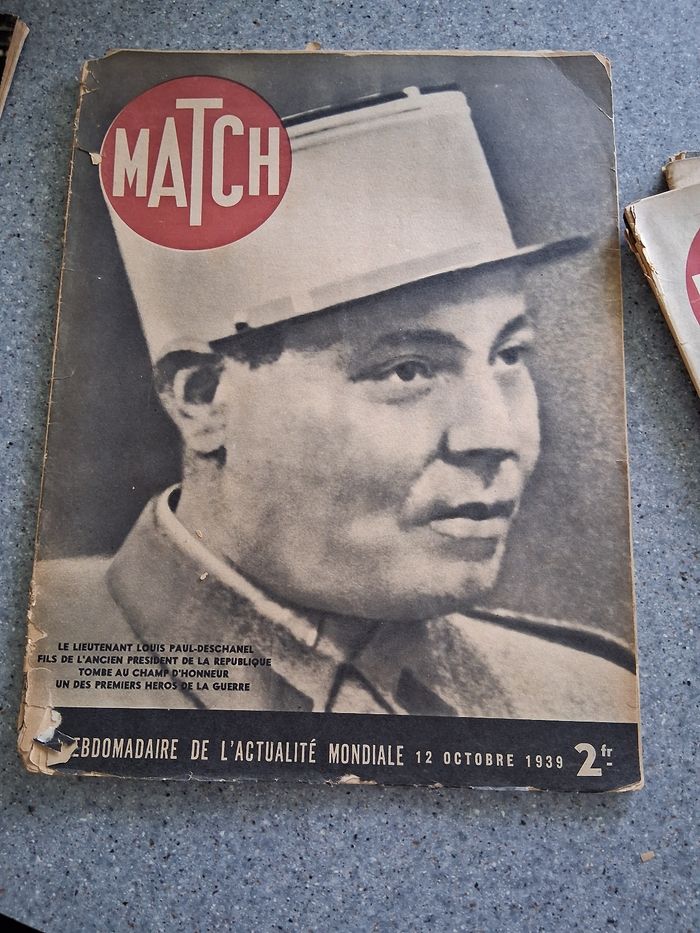 MATCH
LE LIEUTENANT LOUIS PAUL-DESCHANEL
FILS DE L'ANCIEN PRESIDENT DE LA REPUBLIQUE
TOMBE AU CHAMP D'HONNEUR
UN DES PREMIERS HEROS DE LA GUERRE
EBDOMADAIRE DE L'ACTUALITÉ MONDIALE 12 OCTOBRE 1939 2fr